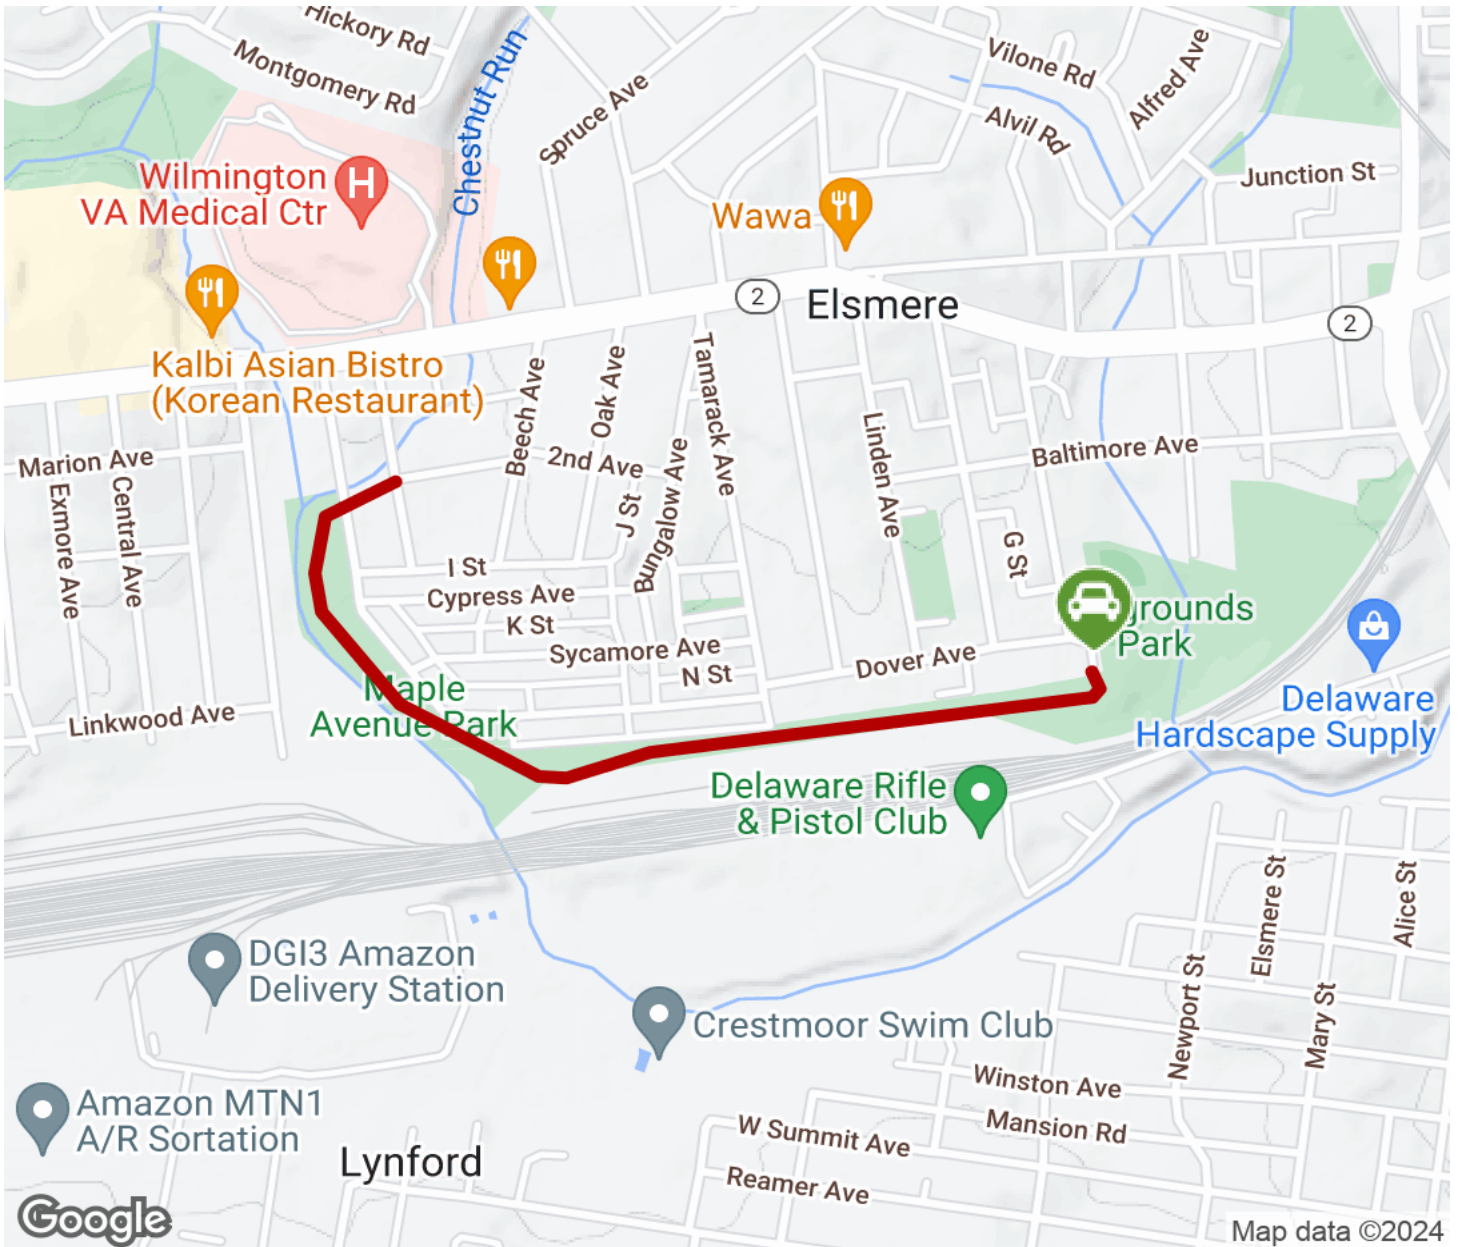 Hickory Rd
Montgomery Rd
Chestnut Run
Spruce Ave
Vilone Rd
Alfred Ave
Alvil Rd
Junction St
Wilmington
VA Medical Ctr
H
Wawa
2
Elsmere
2
Kalbi Asian Bistro
(Korean Restaurant)
Marion Ave
Exmore Ave
Central Ave
Beech Ave
Oak Ave
2nd Ave
J St
Bungalow Ave
Tamarack Ave
Linden Ave
Baltimore Ave
G St
I St
Cypress Ave
K St
Sycamore Ave
N St
Dover Ave
grounds
Park
Maple
Avenue Park
Linkwood Ave
Delaware
Hardscape Supply
Delaware Rifle
& Pistol Club
DGI3 Amazon
Delivery Station
Crestmoor Swim Club
Newport St
Elsmere St
Mary St
Alice St
Winston Ave
Mansion Rd
W Summit Ave
Reamer Ave
Amazon MTN1
A/R Sortation
Lynford
Google
Map data ©2024